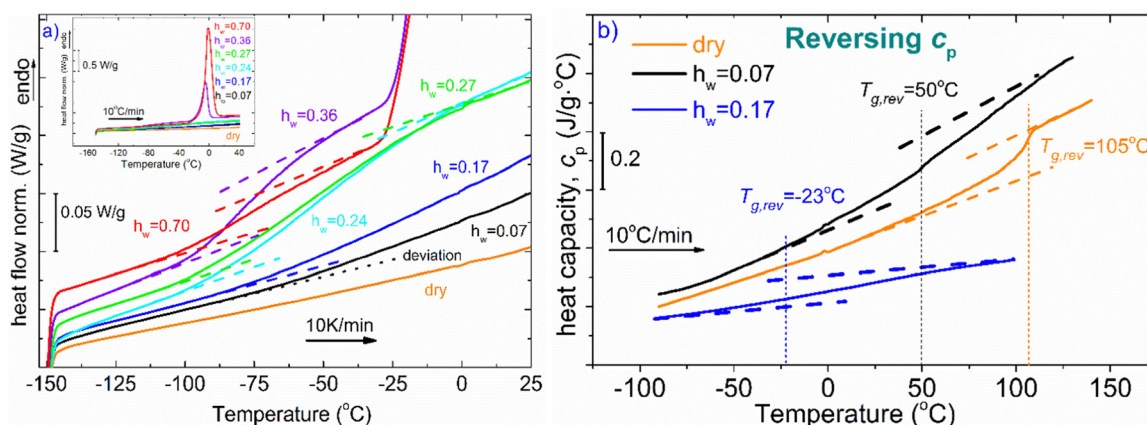 a)
endo
heat flow norm. (W/g)
0.05 W/g
endo
heat flow norm. (W/g)
0.5 W/g
10°C/min
h_w=0.70
h_w=0.36
h_w=0.27
h_w=0.24
h_w=0.17
h_w=0.07
dry
-160 -120 -80 -40 0 40
Temperature (°C)
h_w=0.36
h_w=0.27
h_w=0.70
h_w=0.17
h_w=0.24
h_w=0.07
deviation
dry
10K/min
-150 -125 -100 -75 -50 -25 0 25
Temperature (°C)
b)
Reversing c_p
dry
h_w=0.07
h_w=0.17
T_g,rev=50°C
0.2
T_g,rev=105°C
T_g,rev=-23°C
10°C/min
heat capacity, c_p (J/g·°C)
-100 -50 0 50 100 150
Temperature (°C)